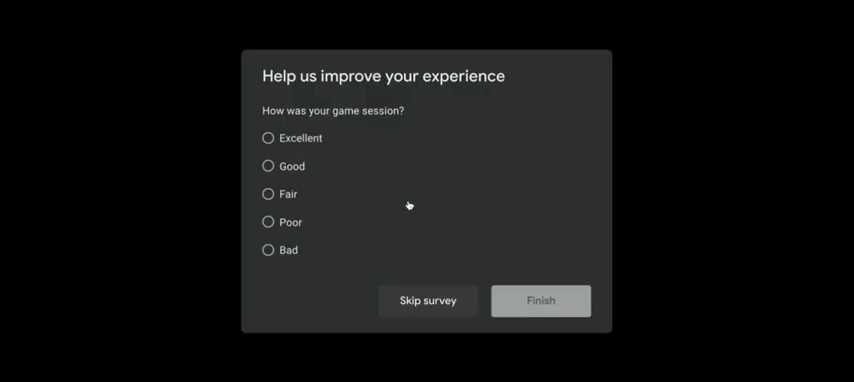 Help us improve your experience
How was your game session?
Excellent
Good
Fair
Poor
Bad
Skip survey
Finish